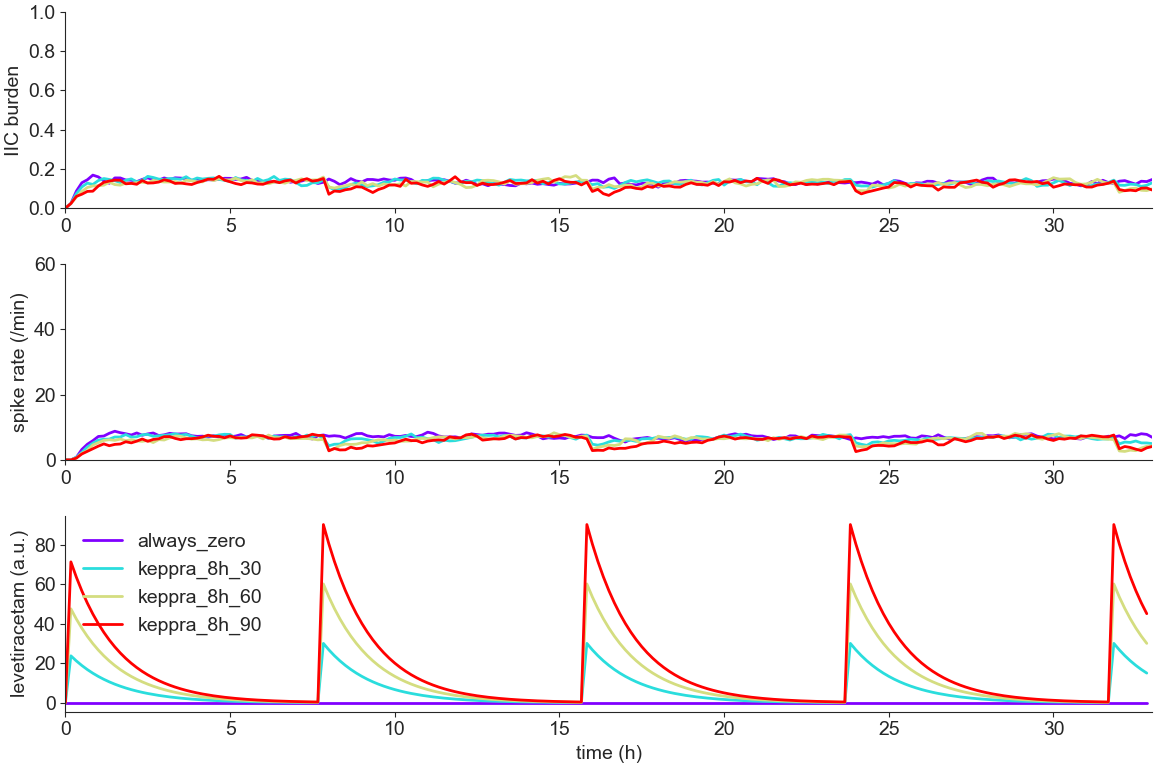 1.0
0.8
0.6
0.4
0.2
0.0
IIC burden
0 5 10 15 20 25 30
60
40
20
0
spike rate (/min)
0 5 10 15 20 25 30
80
60
40
20
0
levetiracetam (a.u.)
always_zero
keppra_8h_30
keppra_8h_60
keppra_8h_90
0 5 10 15 20 25 30
time (h)